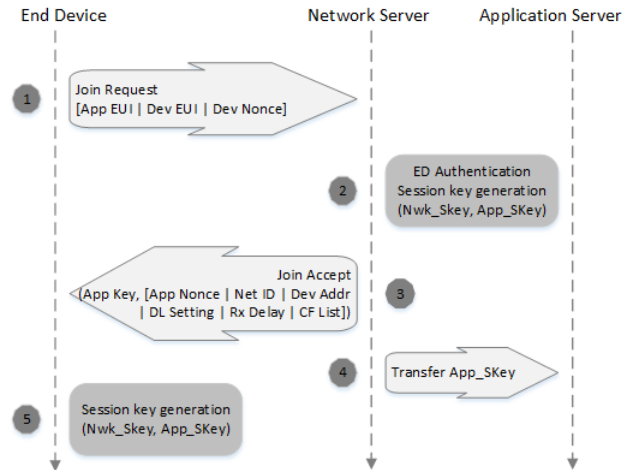 End Device
Network Server
Application Server
1
Join Request
[App EUI | Dev EUI | Dev Nonce]
2
ED Authentication
Session key generation
(Nwk_Skey, App_SKey)
Join Accept
(App Key, [App Nonce | Net ID | Dev Addr
| DL Setting | Rx Delay | CF List])
3
4
Transfer App_SKey
5
Session key generation
(Nwk_Skey, App_SKey)